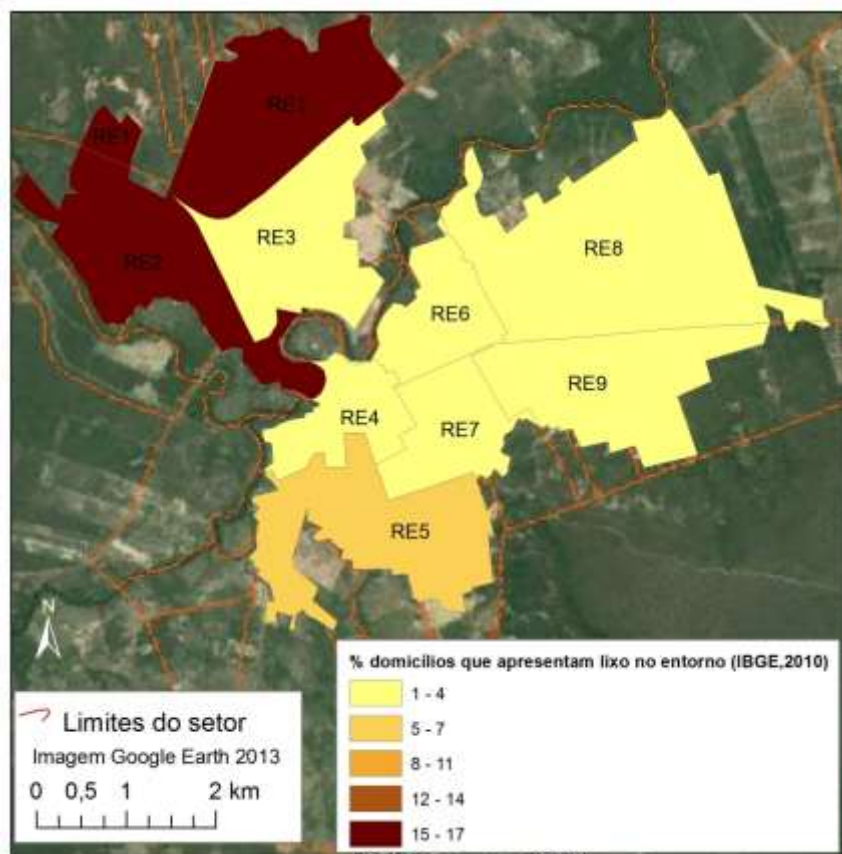 RE1
RE1
RE2
RE3
RE8
RE6
RE9
RE4
RE7
RE5
N
% domicílios que apresentam lixo no entorno (IBGE,2010)
1 - 4
5 - 7
8 - 11
12 - 14
15 - 17
Limites do setor
Imagem Google Earth 2013
0 0,5 1 2 km